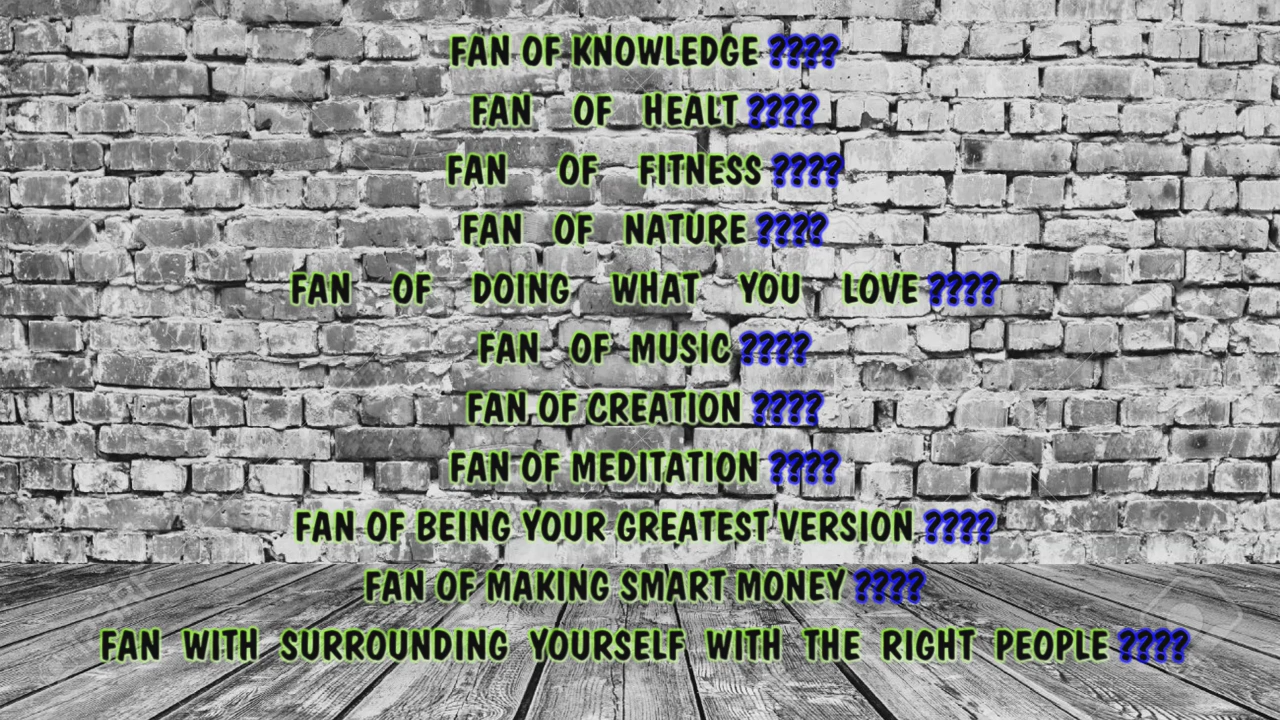 FAN OF KNOWLEDGE ????
FAN OF HEALT ????
FAN OF FITNESS ????
FAN OF NATURE ????
FAN OF DOING WHAT YOU LOVE ????
FAN OF MUSIC ????
FAN OF CREATION ????
FAN OF MEDITATION ????
FAN OF BEING YOUR GREATEST VERSION ????
FAN OF MAKING SMART MONEY ????
FAN WITH SURROUNDING YOURSELF WITH THE RIGHT PEOPLE ????